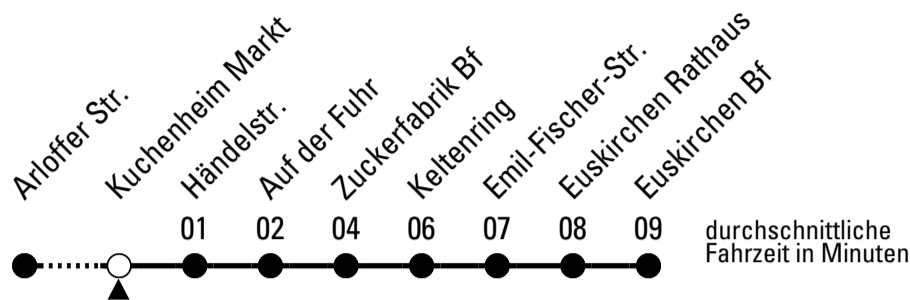 Arloffer Str.
Kuchenheim Markt
Händelstr.
Auf der Fuhr
Zuckerfabrik Bf
Keltenring
Emil-Fischer-Str.
Euskirchen Rathaus
Euskirchen Bf
01 02 04 06 07 08 09
durchschnittliche
Fahrzeit in Minuten